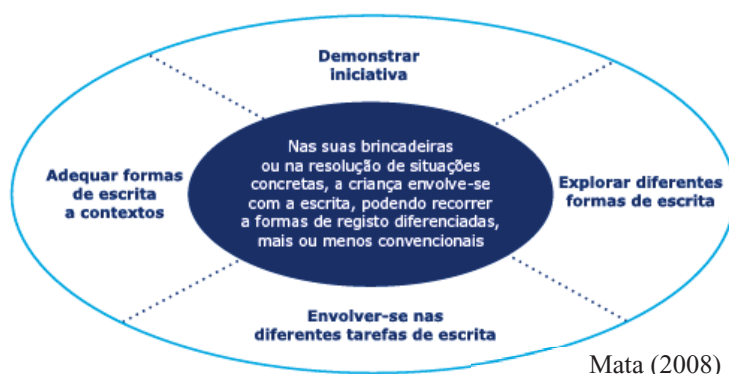 Demonstrar
iniciativa
Nas suas brincadeiras
ou na resolução de situações
concretas, a criança envolve-se
com a escrita, podendo recorrer
a formas de registo diferenciadas,
mais ou menos convencionais
Adequar formas
de escrita
a contextos
Explorar diferentes
formas de escrita
Envolver-se nas
diferentes tarefas de escrita
Mata (2008)